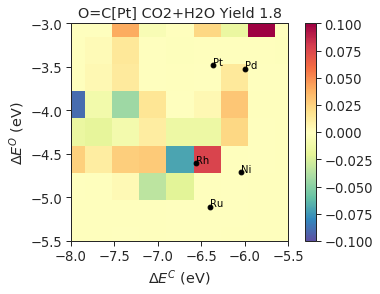 O=C[Pt] CO2+H2O Yield 1.8
−3.0
−3.5
−4.0
−4.5
−5.0
−5.5
ΔE^O (eV)
Pt
Pd
Rh
Ni
Ru
−8.0 −7.5 −7.0 −6.5 −6.0 −5.5
ΔE^C (eV)
0.100
0.075
0.050
0.025
0.000
−0.025
−0.050
−0.075
−0.100